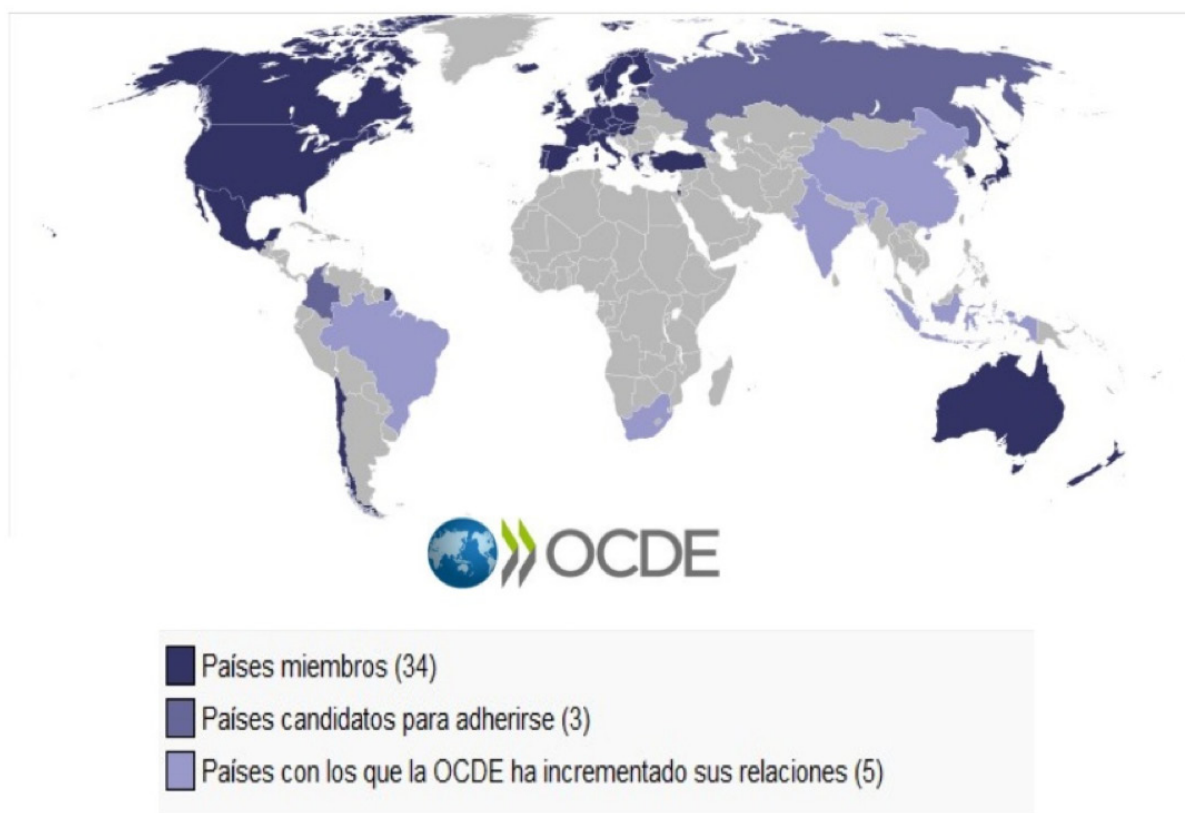 OCDE
Países miembros (34)
Países candidatos para adherirse (3)
Países con los que la OCDE ha incrementado sus relaciones (5)